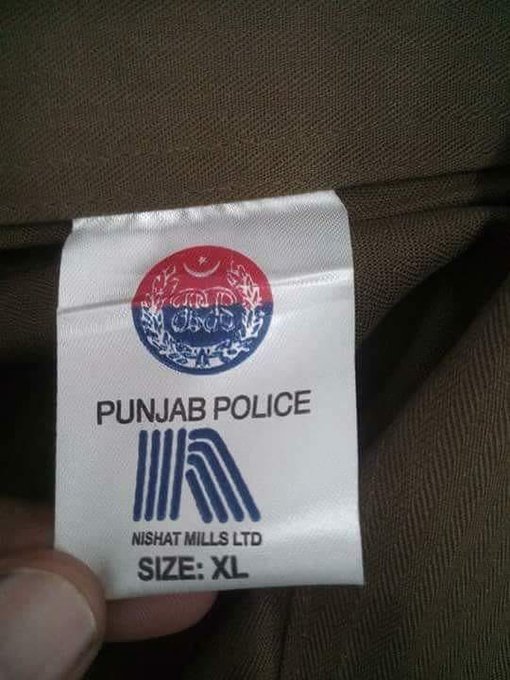 PUNJAB POLICE
NISHAT MILLS LTD
SIZE: XL